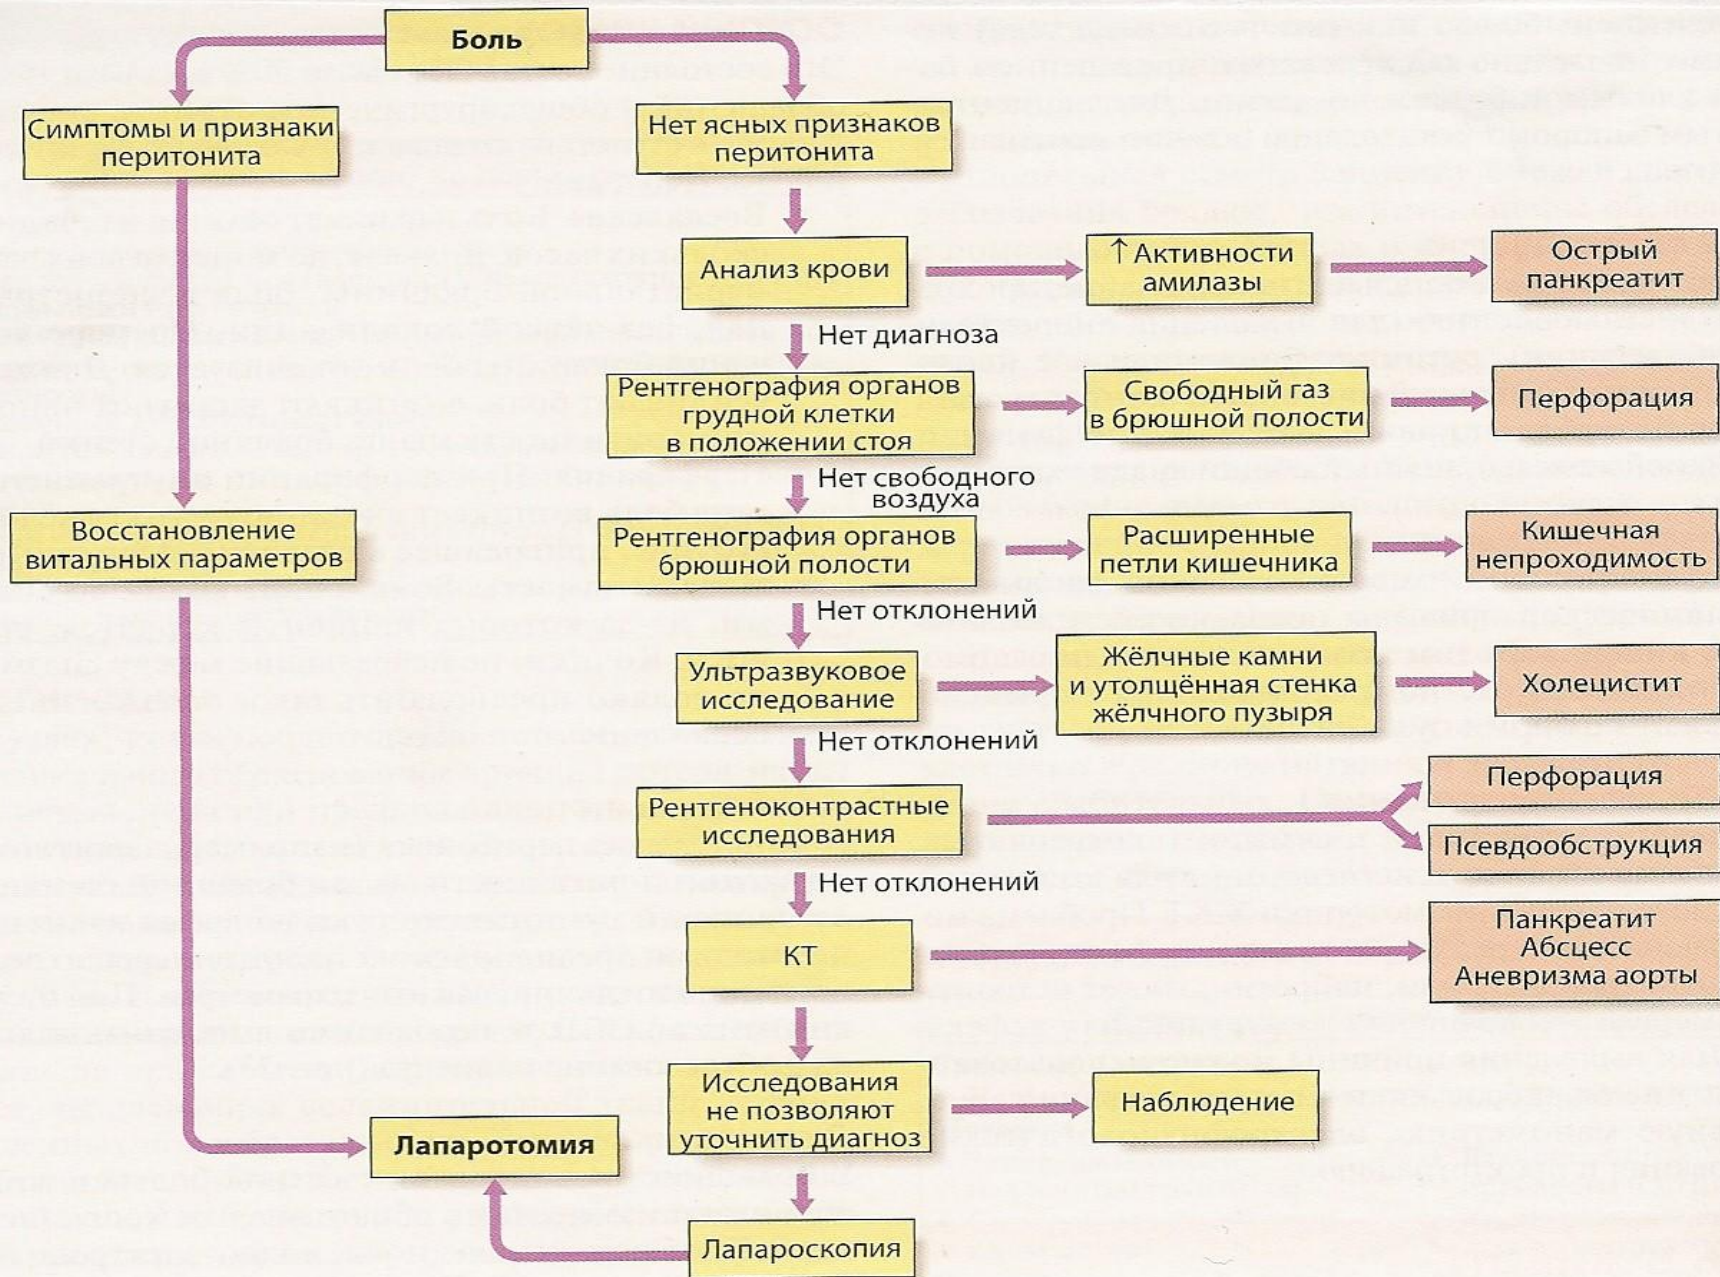 Боль
Симптомы и признаки
перитонита
Нет ясных признаков
перитонита
Анализ крови
↑ Активности
амилазы
Острый
панкреатит
Нет диагноза
Рентгенография органов
грудной клетки
в положении стоя
Свободный газ
в брюшной полости
Перфорация
Нет свободного
воздуха
Восстановление
витальных параметров
Рентгенография органов
брюшной полости
Расширенные
петли кишечника
Кишечная
непроходимость
Нет отклонений
Ультразвуковое
исследование
Жёлчные камни
и утолщённая стенка
жёлчного пузыря
Холецистит
Нет отклонений
Рентгеноконтрастные
исследования
Перфорация
Псевдообструкция
Нет отклонений
КТ
Панкреатит
Абсцесс
Аневризма аорты
Исследования
не позволяют
уточнить диагноз
Наблюдение
Лапаротомия
Лапароскопия